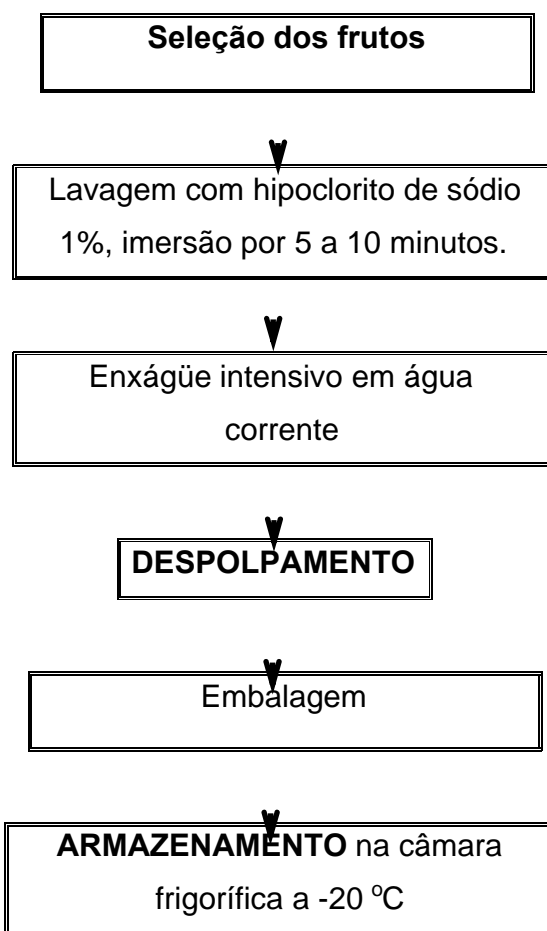 Seleção dos frutos
Lavagem com hipoclorito de sódio
1%, imersão por 5 a 10 minutos.
Enxágüe intensivo em água
corrente
DESPOLPAMENTO
Embalagem
ARMAZENAMENTO na câmara
frigorífica a -20 ºC